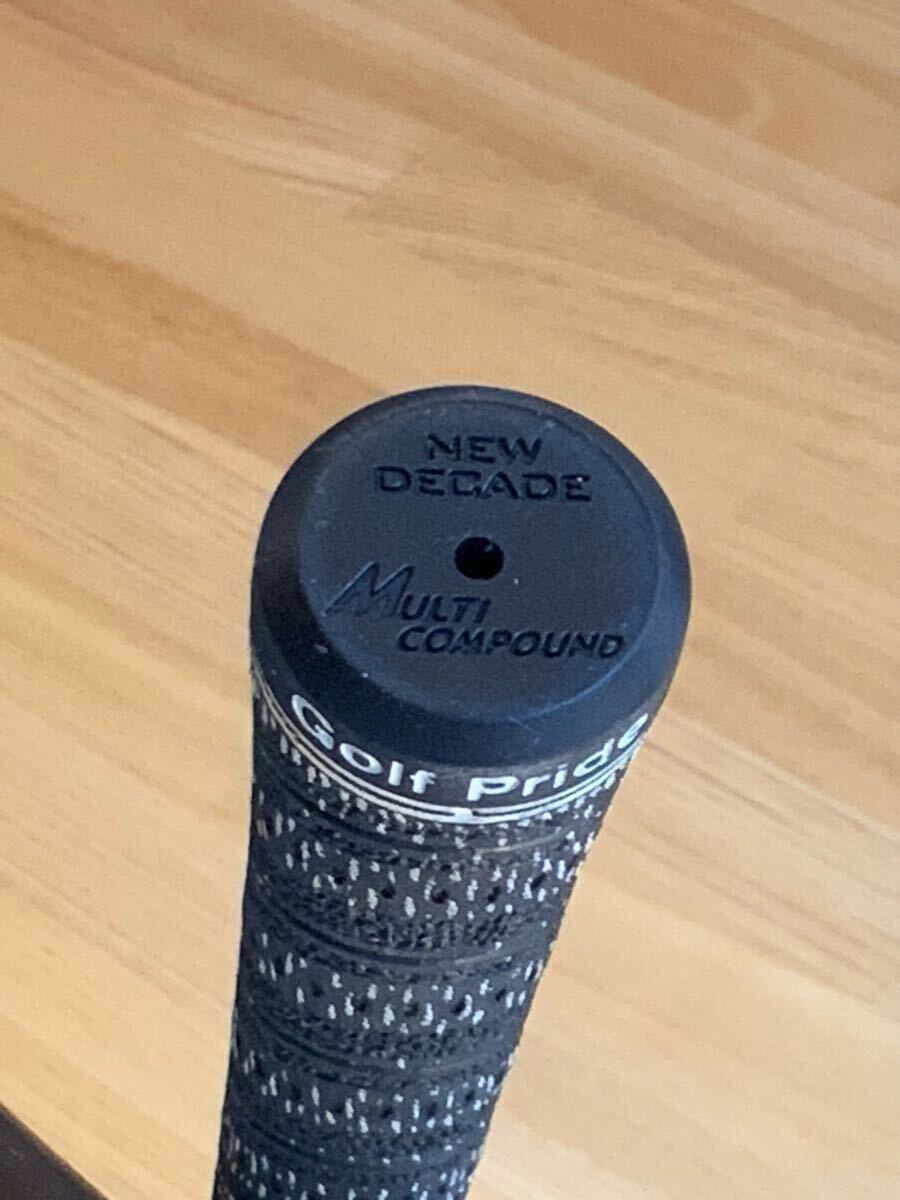 NEW
DECADE
MULTI
COMPOUND
Golf Pride